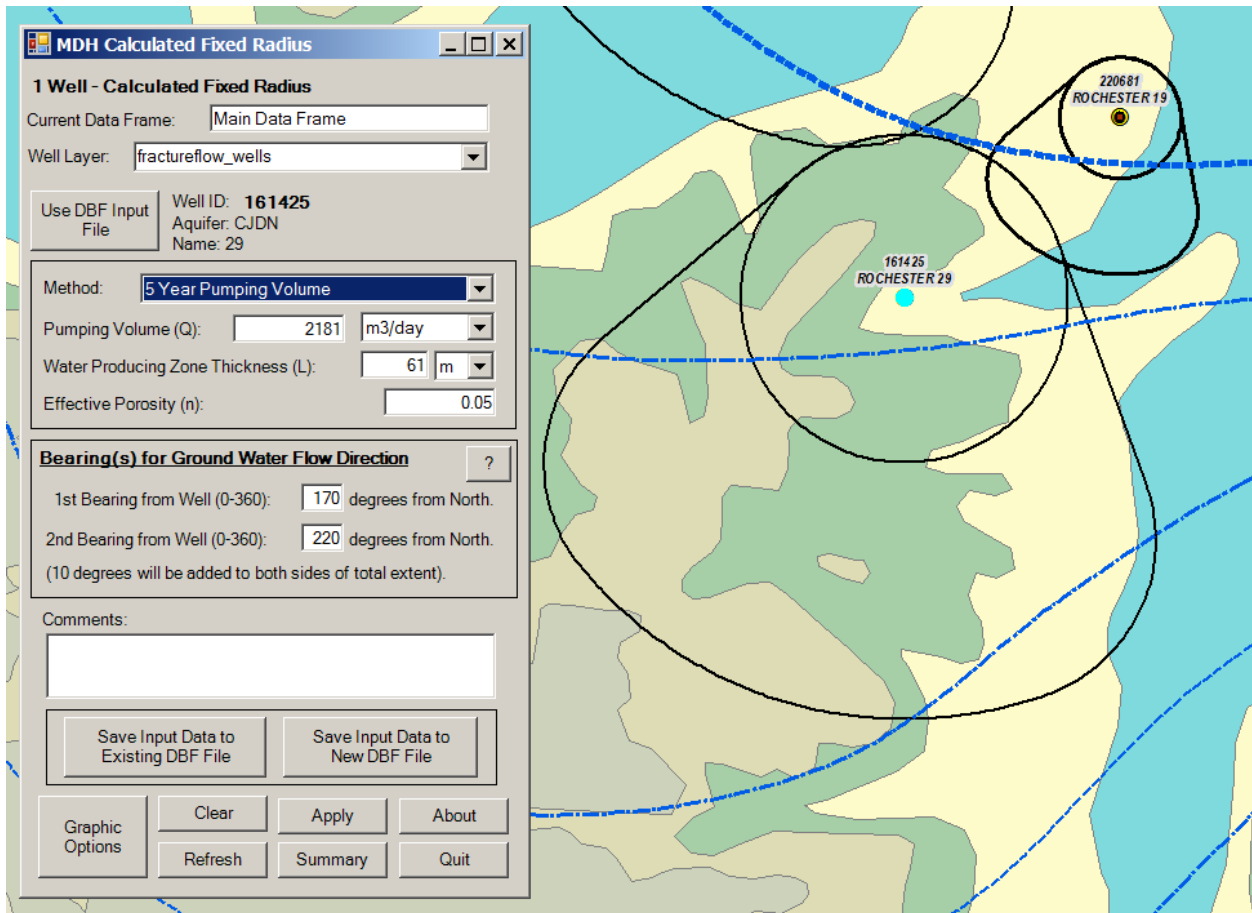 MDH Calculated Fixed Radius
1 Well - Calculated Fixed Radius
Current Data Frame: Main Data Frame
Well Layer: fractureflow_wells
Use DBF Input
File
Well ID: 161425
Aquifer: CJDN
Name: 29
Method: 5 Year Pumping Volume
Pumping Volume (Q): 2181 m3/day
Water Producing Zone Thickness (L): 61 m
Effective Porosity (n): 0.05
Bearing(s) for Ground Water Flow Direction ?
1st Bearing from Well (0-360): 170 degrees from North.
2nd Bearing from Well (0-360): 220 degrees from North.
(10 degrees will be added to both sides of total extent).
Comments:
Save Input Data to
Existing DBF File
Save Input Data to
New DBF File
Graphic
Options
Clear
Apply
About
Refresh
Summary
Quit
220681
ROCHESTER 19
161425
ROCHESTER 29